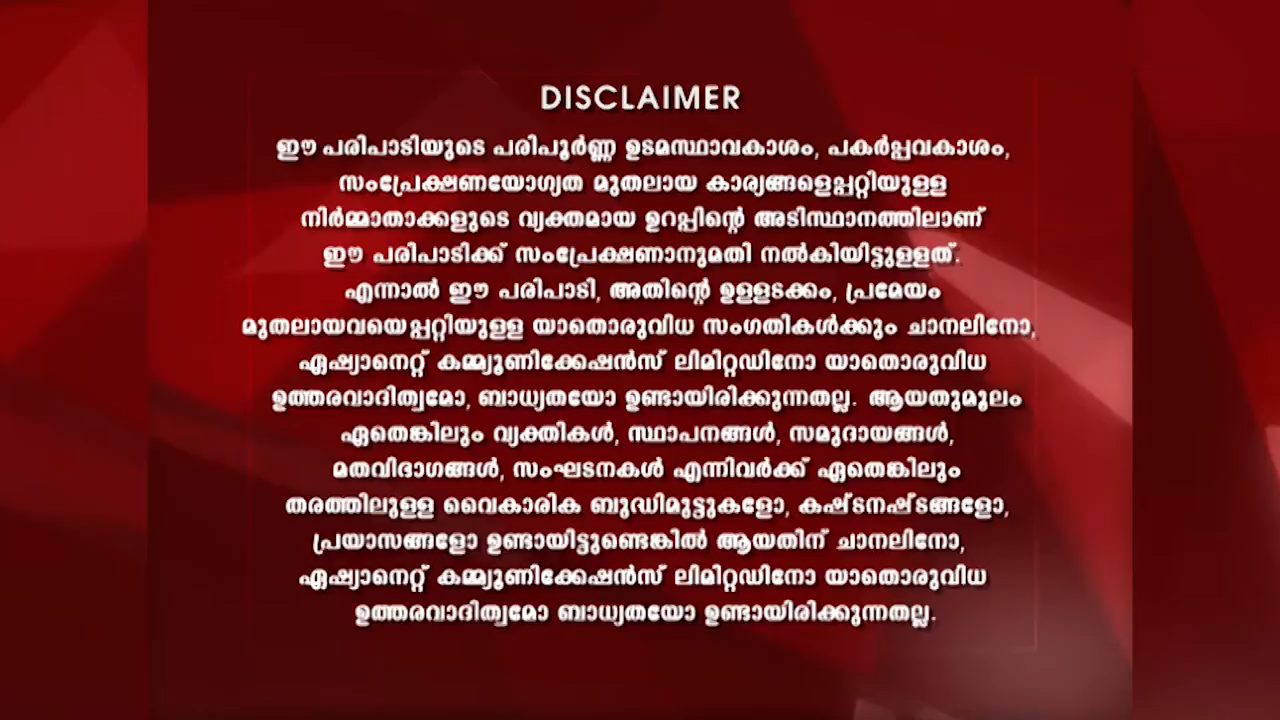 DISCLAIMER
ഈ പരിപാടിയുടെ പരിപൂർണ്ണ ഉടമസ്ഥാവകാശം, പകർപ്പവകാശം,
സംപ്രേക്ഷണയോഗ്യത മുതലായ കാര്യങ്ങളെപ്പറ്റിയുള്ള
നിർമ്മാതാക്കളുടെ വ്യക്തമായ ഉറപ്പിന്റെ അടിസ്ഥാനത്തിലാണ്
ഈ പരിപാടിക്ക് സംപ്രേക്ഷണാനുമതി നൽകിയിട്ടുള്ളത്.
എന്നാൽ ഈ പരിപാടി, അതിന്റെ ഉള്ളടക്കം, പ്രമേയം
മുതലായവയെപ്പറ്റിയുള്ള യാതൊരുവിധ സംഗതികൾക്കും ചാനലിനോ,
ഏഷ്യാനെറ്റ് കമ്മ്യൂണിക്കേഷൻസ് ലിമിറ്റഡിനോ യാതൊരുവിധ
ഉത്തരവാദിത്വമോ, ബാധ്യതയോ ഉണ്ടായിരിക്കുന്നതല്ല. ആയതുമൂലം
ഏതെങ്കിലും വ്യക്തികൾ, സ്ഥാപനങ്ങൾ, സമുദായങ്ങൾ,
മതവിഭാഗങ്ങൾ, സംഘടനകൾ എന്നിവർക്ക് ഏതെങ്കിലും
തരത്തിലുള്ള വൈകാരിക ബുദ്ധിമുട്ടുകളോ, കഷ്ടനഷ്ടങ്ങളോ,
പ്രയാസങ്ങളോ ഉണ്ടായിട്ടുണ്ടെങ്കിൽ ആയതിന് ചാനലിനോ,
ഏഷ്യാനെറ്റ് കമ്മ്യൂണിക്കേഷൻസ് ലിമിറ്റഡിനോ യാതൊരുവിധ
ഉത്തരവാദിത്വമോ ബാധ്യതയോ ഉണ്ടായിരിക്കുന്നതല്ല.